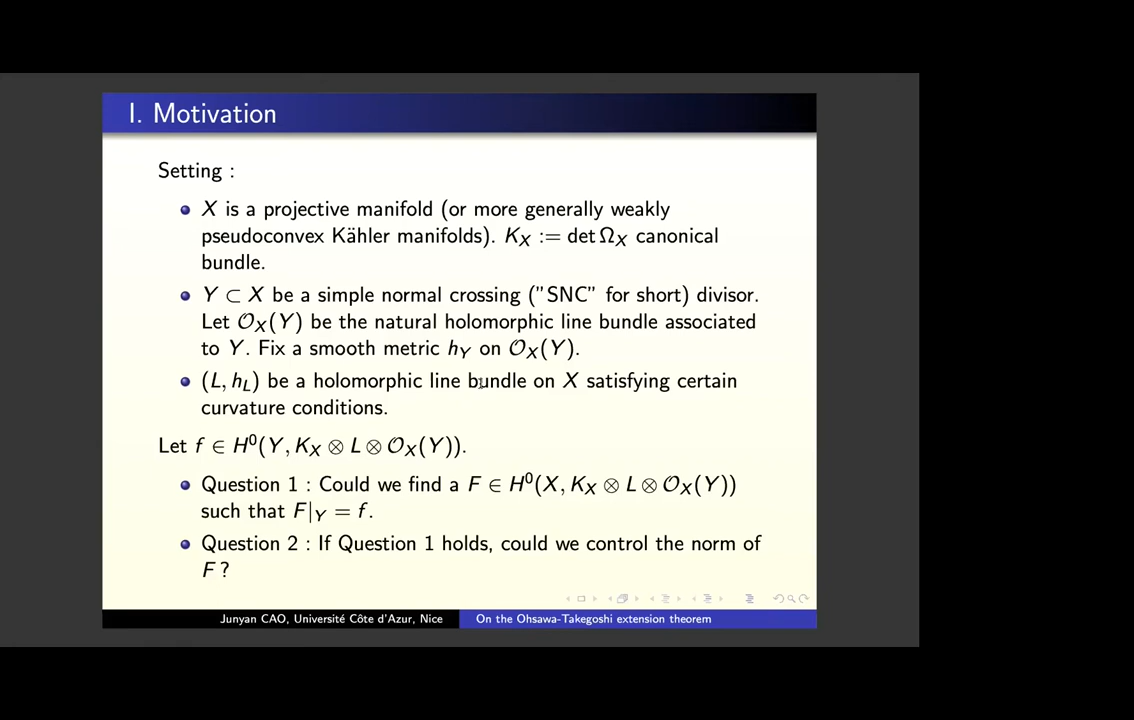 I. Motivation
Setting :
X is a projective manifold (or more generally weakly
pseudoconvex Kähler manifolds). K_X := det Ω_X canonical
bundle.
Y ⊂ X be a simple normal crossing ("SNC" for short) divisor.
Let 𝒪_X(Y) be the natural holomorphic line bundle associated
to Y. Fix a smooth metric h_Y on 𝒪_X(Y).
(L, h_L) be a holomorphic line bundle on X satisfying certain
curvature conditions.
Let f ∈ H⁰(Y, K_X ⊗ L ⊗ 𝒪_X(Y)).
Question 1 : Could we find a F ∈ H⁰(X, K_X ⊗ L ⊗ 𝒪_X(Y))
such that F|_Y = f.
Question 2 : If Question 1 holds, could we control the norm of
F ?
Junyan CAO, Université Côte d'Azur, Nice On the Ohsawa-Takegoshi extension theorem